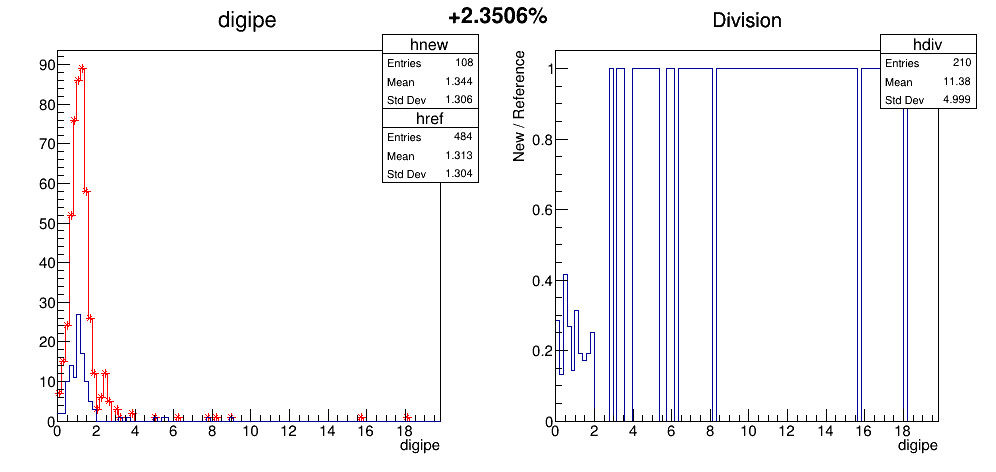 +2.3506%
digipe
hnew
Entries 108
Mean 1.344
Std Dev 1.306
href
Entries 484
Mean 1.313
Std Dev 1.304
90
80
70
60
50
40
30
20
10
0
0 2 4 6 8 10 12 14 16 18
digipe
Division
hdiv
Entries 210
Mean 11.38
Std Dev 4.999
New / Reference
1
0.8
0.6
0.4
0.2
0
0 2 4 6 8 10 12 14 16 18
digipe